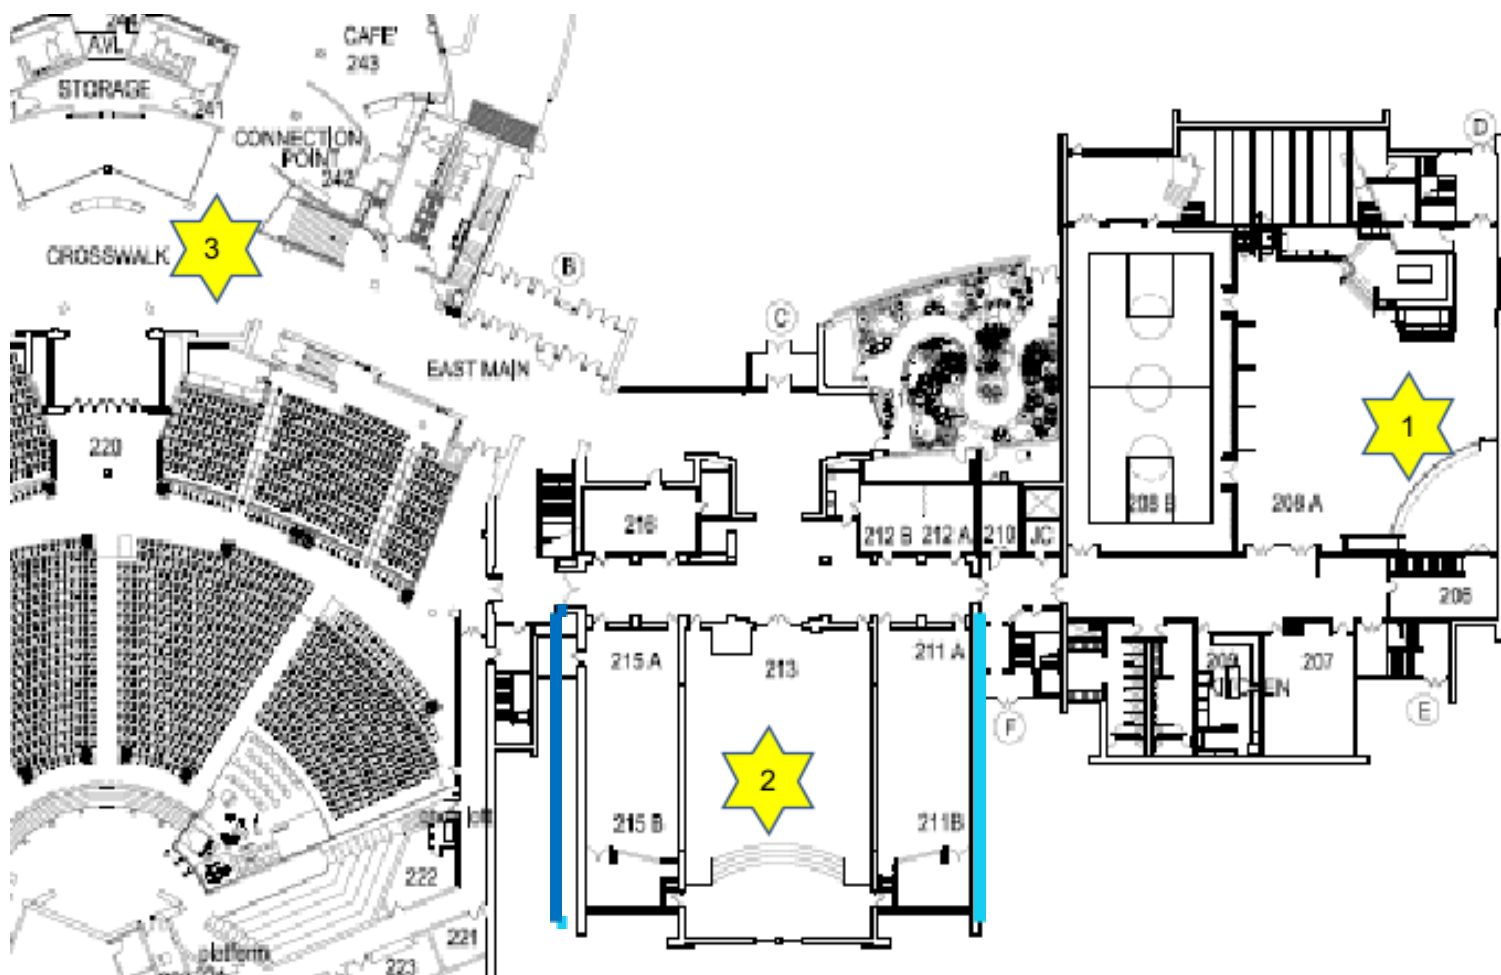 AVL
STORAGE
241
CAFE'
243
CONNECTION
POINT
242
CROSSWALK
3
B
EAST MAIN
C
D
1
220
216
212 B
212 A
210
JC
208 B
208 A
206
215 A
213
211 A
209
KITCHEN
207
E
F
2
215 B
211B
222
221
223
platform